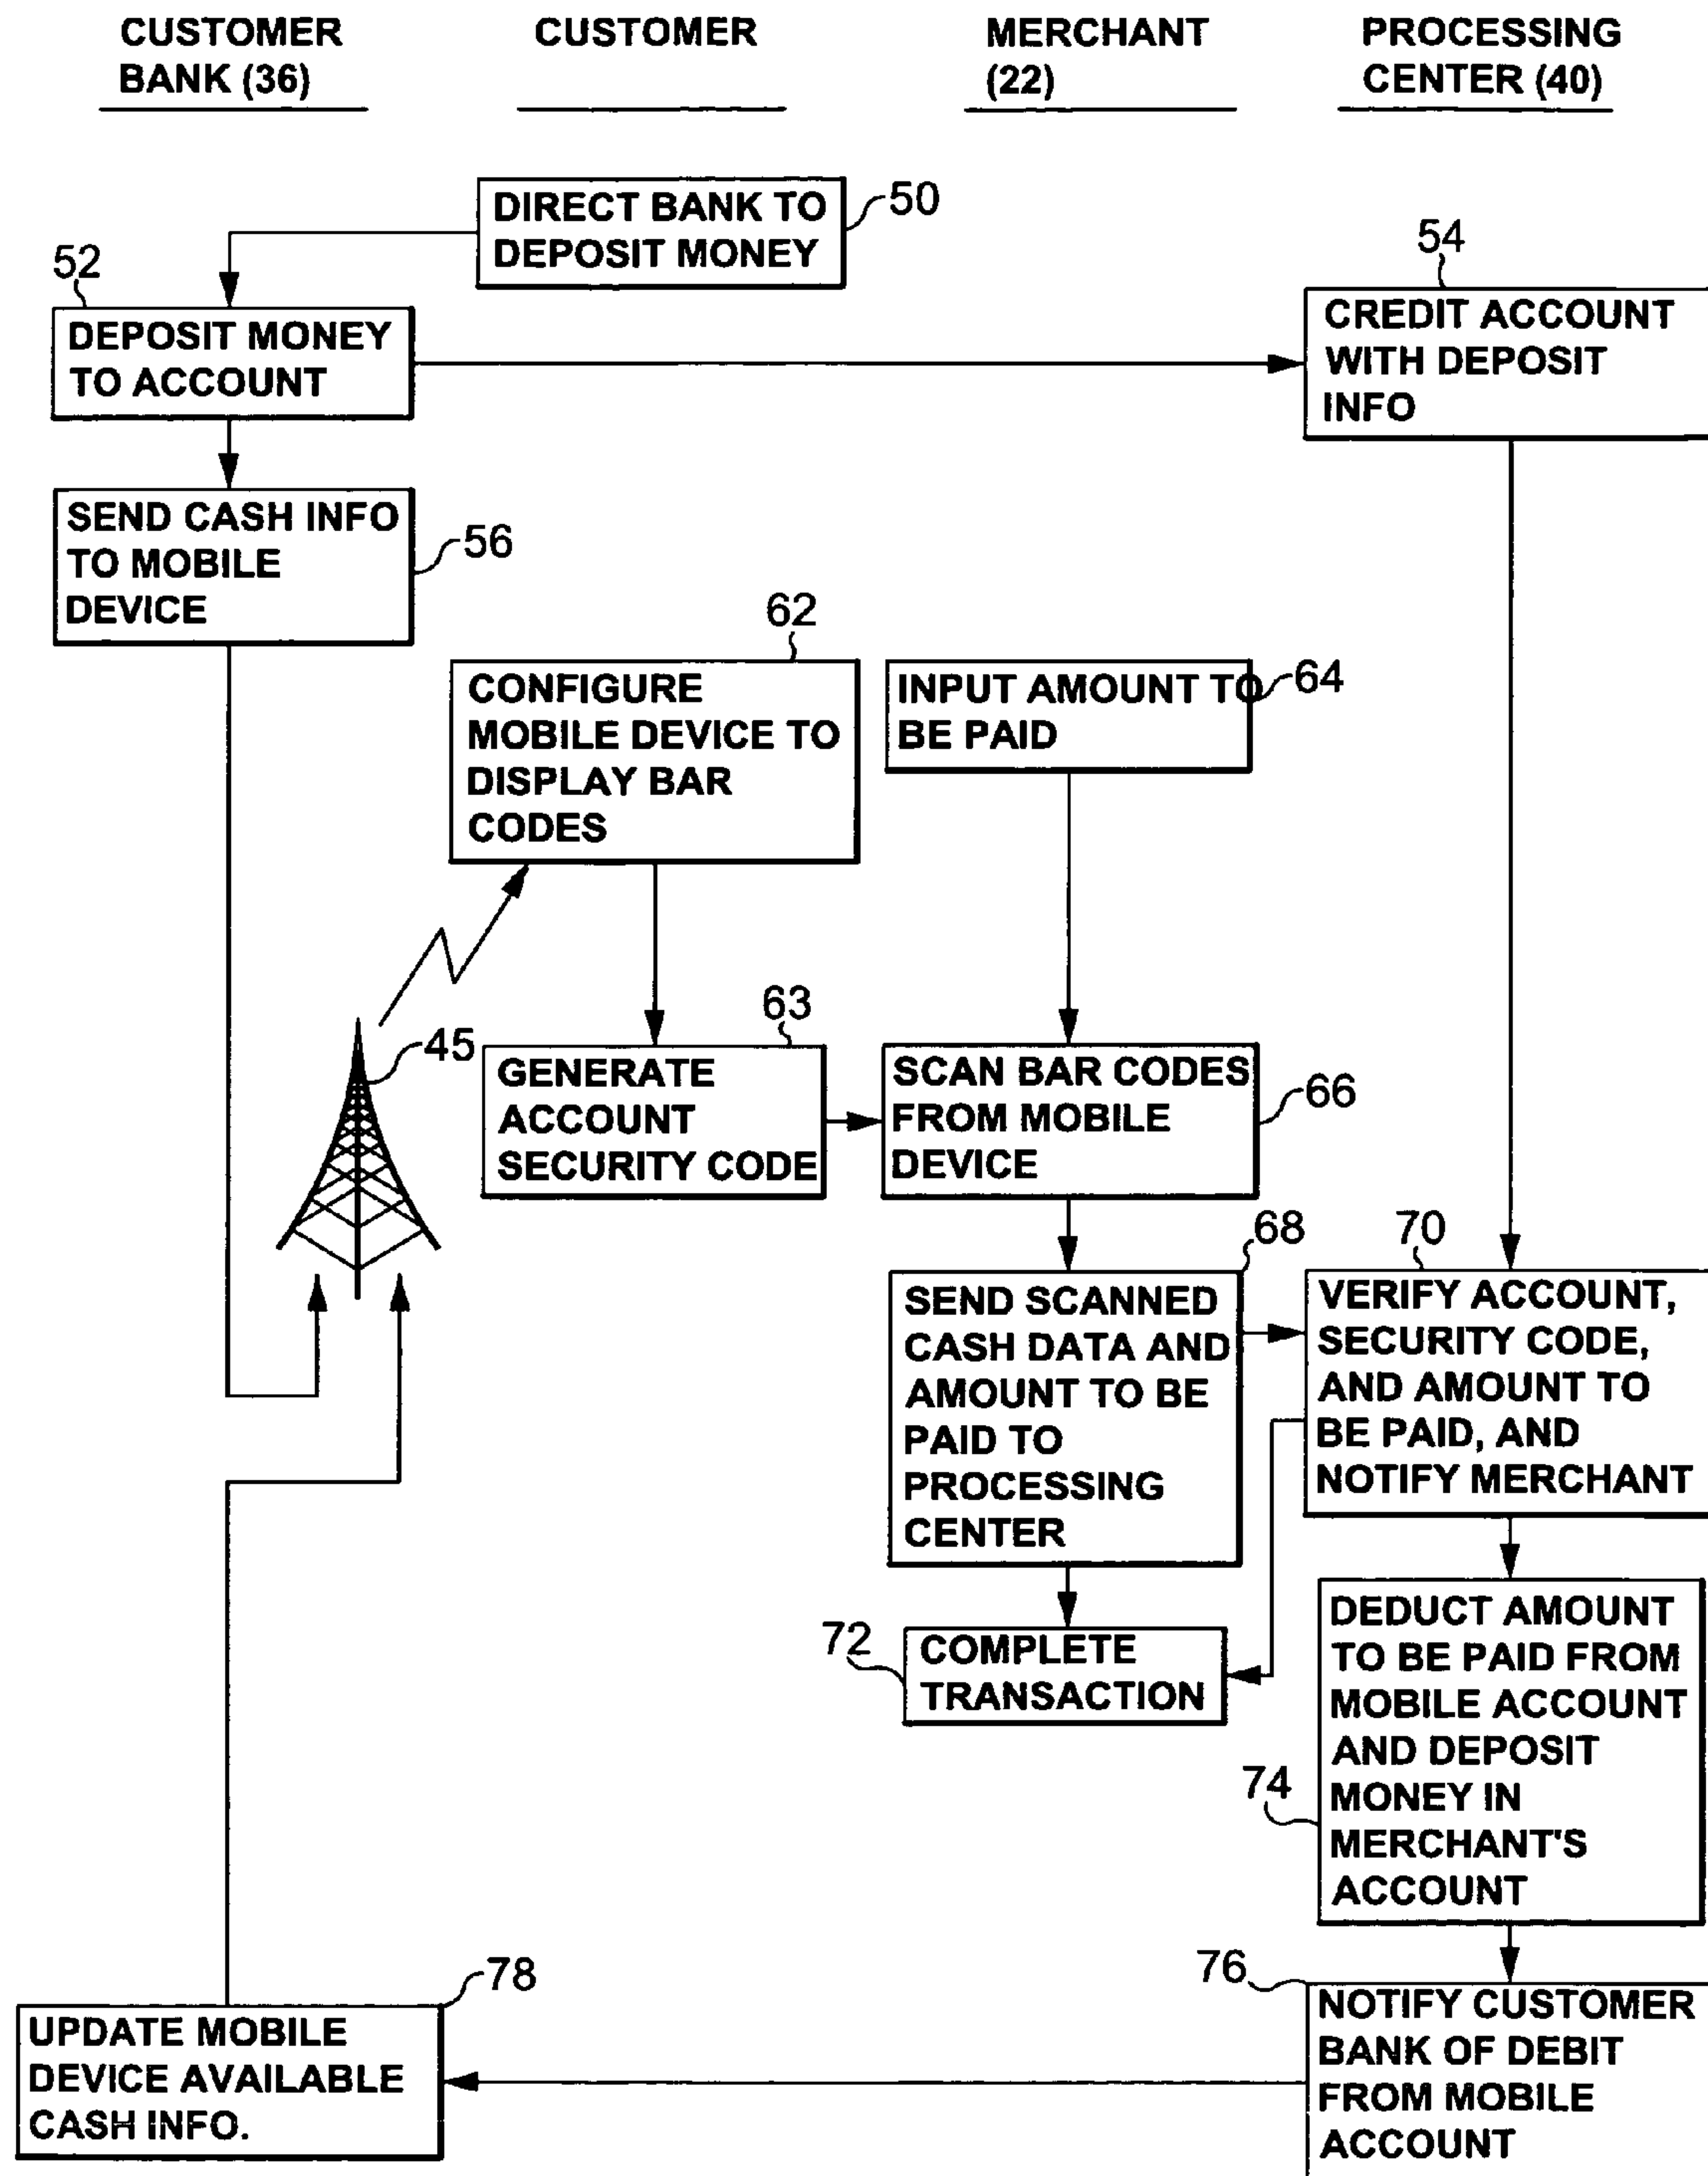 CUSTOMER
BANK (36)
CUSTOMER
MERCHANT
(22)
PROCESSING
CENTER (40)
DIRECT BANK TO
DEPOSIT MONEY
50
52
DEPOSIT MONEY
TO ACCOUNT
54
CREDIT ACCOUNT
WITH DEPOSIT
INFO
SEND CASH INFO
TO MOBILE
DEVICE
56
62
CONFIGURE
MOBILE DEVICE TO
DISPLAY BAR
CODES
INPUT AMOUNT TO
BE PAID
64
45
63
GENERATE
ACCOUNT
SECURITY CODE
SCAN BAR CODES
FROM MOBILE
DEVICE
66
68
SEND SCANNED
CASH DATA AND
AMOUNT TO BE
PAID TO
PROCESSING
CENTER
70
VERIFY ACCOUNT,
SECURITY CODE,
AND AMOUNT TO
BE PAID, AND
NOTIFY MERCHANT
72
COMPLETE
TRANSACTION
74
DEDUCT AMOUNT
TO BE PAID FROM
MOBILE ACCOUNT
AND DEPOSIT
MONEY IN
MERCHANT'S
ACCOUNT
76
NOTIFY CUSTOMER
BANK OF DEBIT
FROM MOBILE
ACCOUNT
78
UPDATE MOBILE
DEVICE AVAILABLE
CASH INFO.